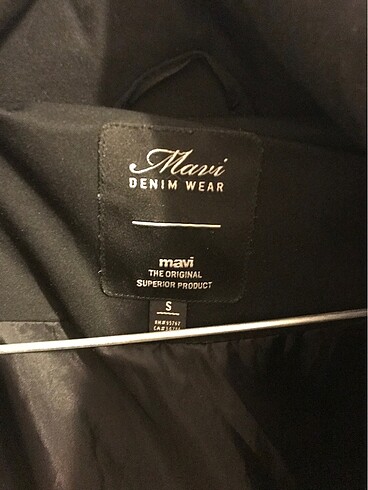 Mavi
DENIM WEAR
mavi
THE ORIGINAL
SUPERIOR PRODUCT
S